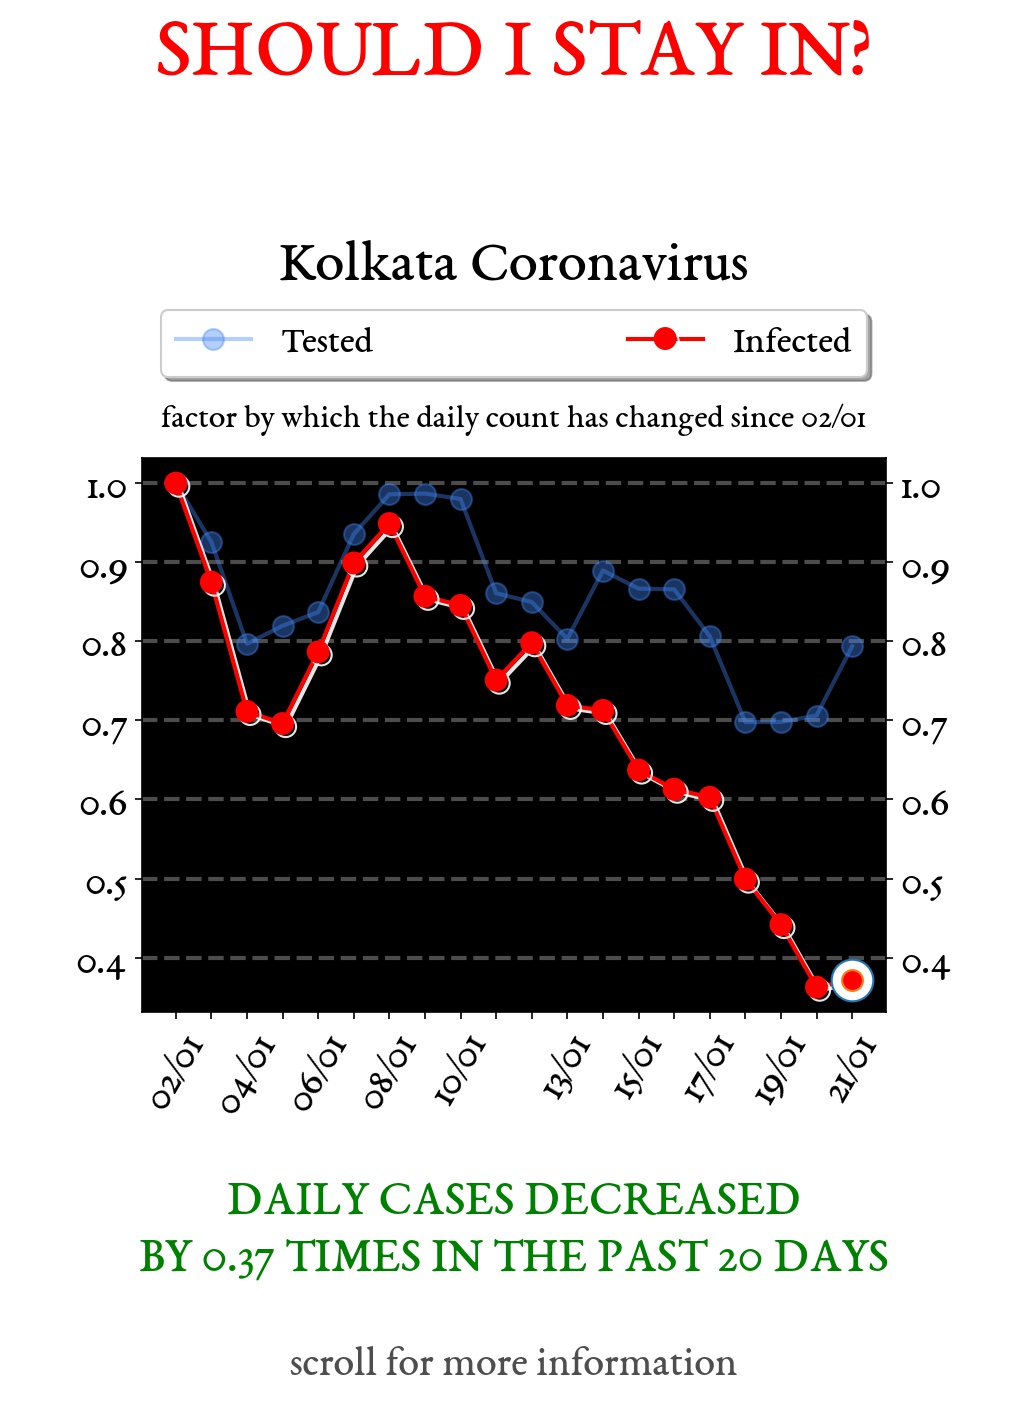 SHOULD I STAY IN?
Kolkata Coronavirus
Tested Infected
factor by which the daily count has changed since 02/01
1.0 1.0
0.9 0.9
0.8 0.8
0.7 0.7
0.6 0.6
0.5 0.5
0.4 0.4
02/01 04/01 06/01 08/01 10/01 13/01 15/01 17/01 19/01 21/01
DAILY CASES DECREASED
BY 0.37 TIMES IN THE PAST 20 DAYS
scroll for more information